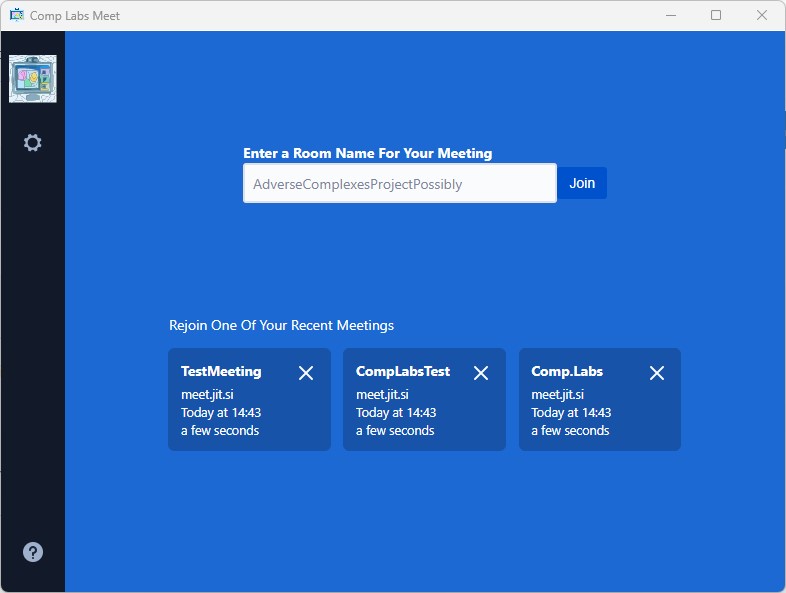 Comp Labs Meet
Enter a Room Name For Your Meeting
AdverseComplexesProjectPossibly
Join
Rejoin One Of Your Recent Meetings
TestMeeting
meet.jit.si
Today at 14:43
a few seconds
CompLabsTest
meet.jit.si
Today at 14:43
a few seconds
Comp.Labs
meet.jit.si
Today at 14:43
a few seconds
?